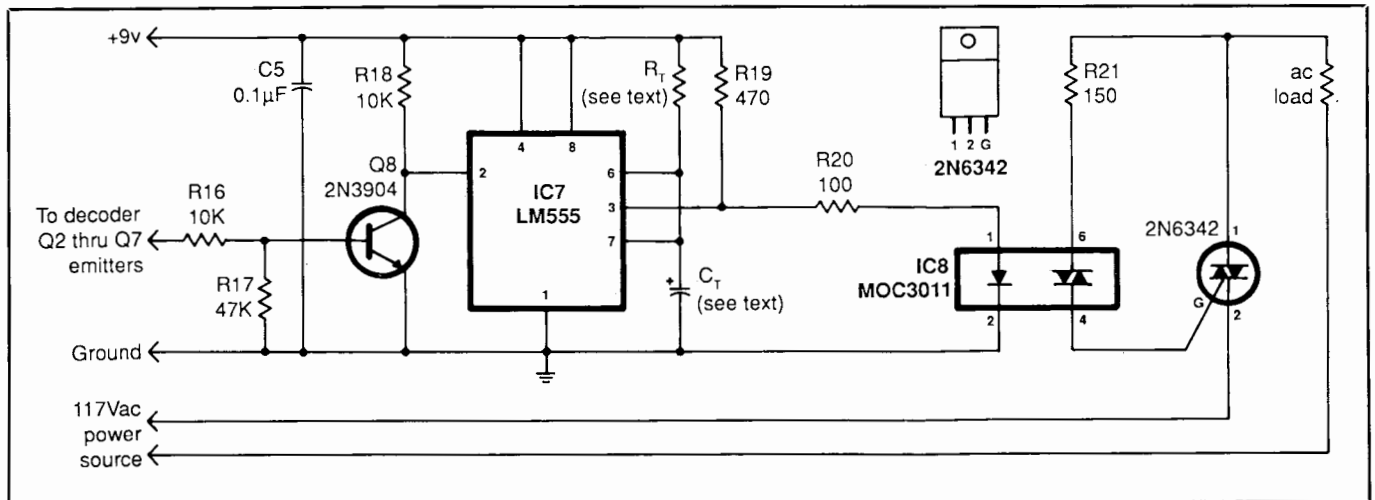 +9v
C5
0.1µF
R18
10K
R_T
(see text)
R19
470
1 2 G
2N6342
R21
150
ac
load
Q8
2N3904
4
8
2
6
3
7
1
IC7
LM555
R20
100
R16
10K
To decoder
Q2 thru Q7
emitters
R17
47K
C_T
+
(see text)
1
6
2
4
IC8
MOC3011
2N6342
1
G
2
Ground
117Vac
power
source